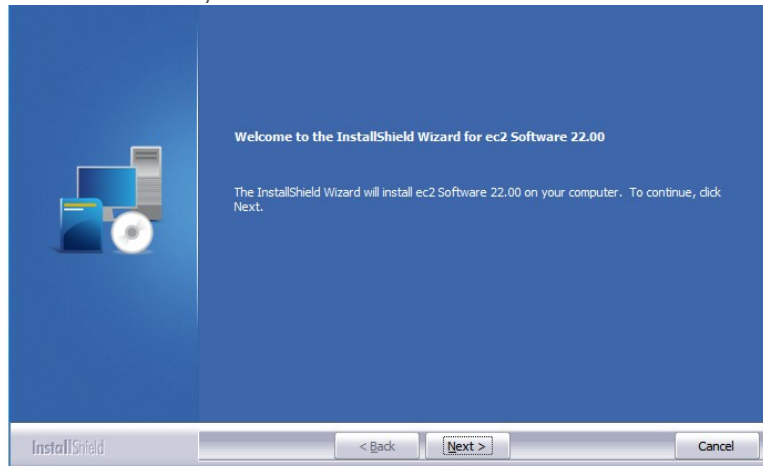 Welcome to the InstallShield Wizard for ec2 Software 22.00
The InstallShield Wizard will install ec2 Software 22.00 on your computer. To continue, click
Next.
InstallShield
< Back
Next >
Cancel